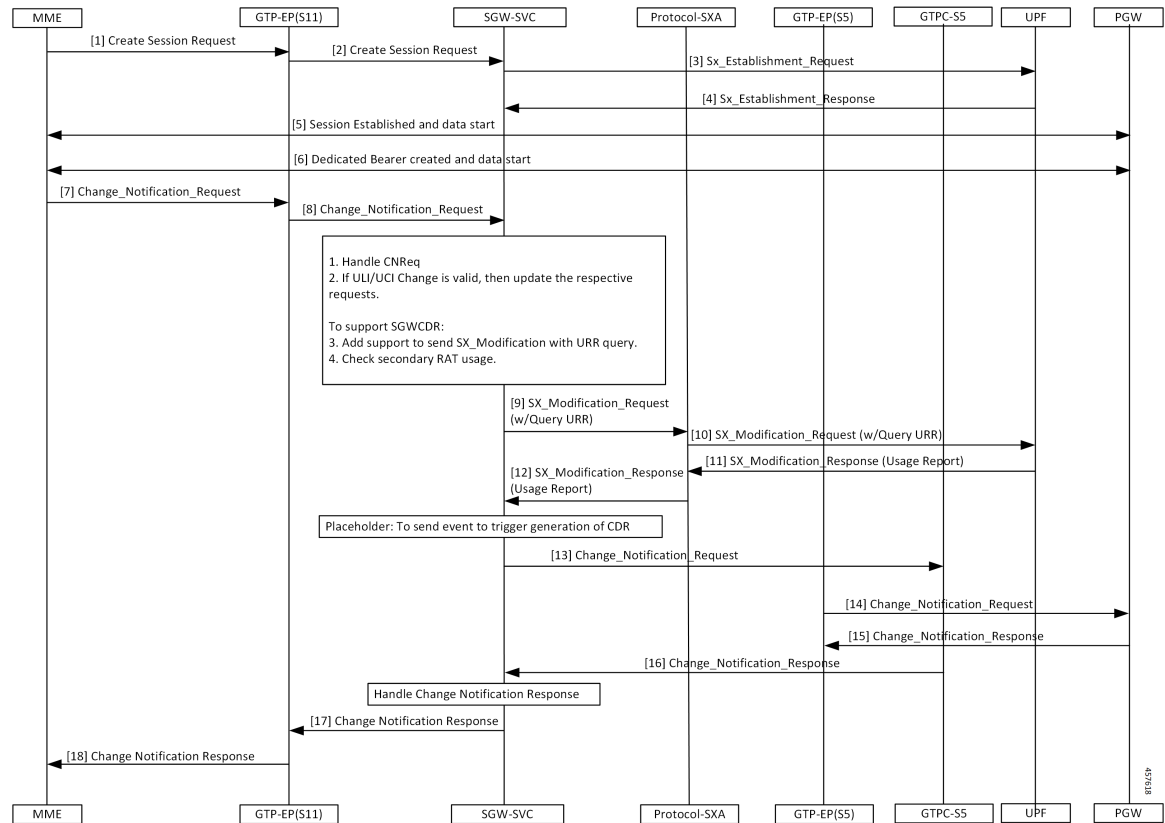 MME
GTP-EP(S11)
SGW-SVC
Protocol-SXA
GTP-EP(S5)
GTPC-S5
UPF
PGW
[1] Create Session Request
[2] Create Session Request
[3] Sx_Establishment_Request
[4] Sx_Establishment_Response
[5] Session Established and data start
[6] Dedicated Bearer created and data start
[7] Change_Notification_Request
[8] Change_Notification_Request
1. Handle CNReq
2. If ULI/UCI Change is valid, then update the respective
requests.
To support SGWCDR:
3. Add support to send SX_Modification with URR query.
4. Check secondary RAT usage.
[9] SX_Modification_Request
(w/Query URR)
[10] SX_Modification_Request (w/Query URR)
[11] SX_Modification_Response (Usage Report)
[12] SX_Modification_Response
(Usage Report)
Placeholder: To send event to trigger generation of CDR
[13] Change_Notification_Request
[14] Change_Notification_Request
[15] Change_Notification_Response
[16] Change_Notification_Response
Handle Change Notification Response
[17] Change Notification Response
[18] Change Notification Response
457618
MME
GTP-EP(S11)
SGW-SVC
Protocol-SXA
GTP-EP(S5)
GTPC-S5
UPF
PGW